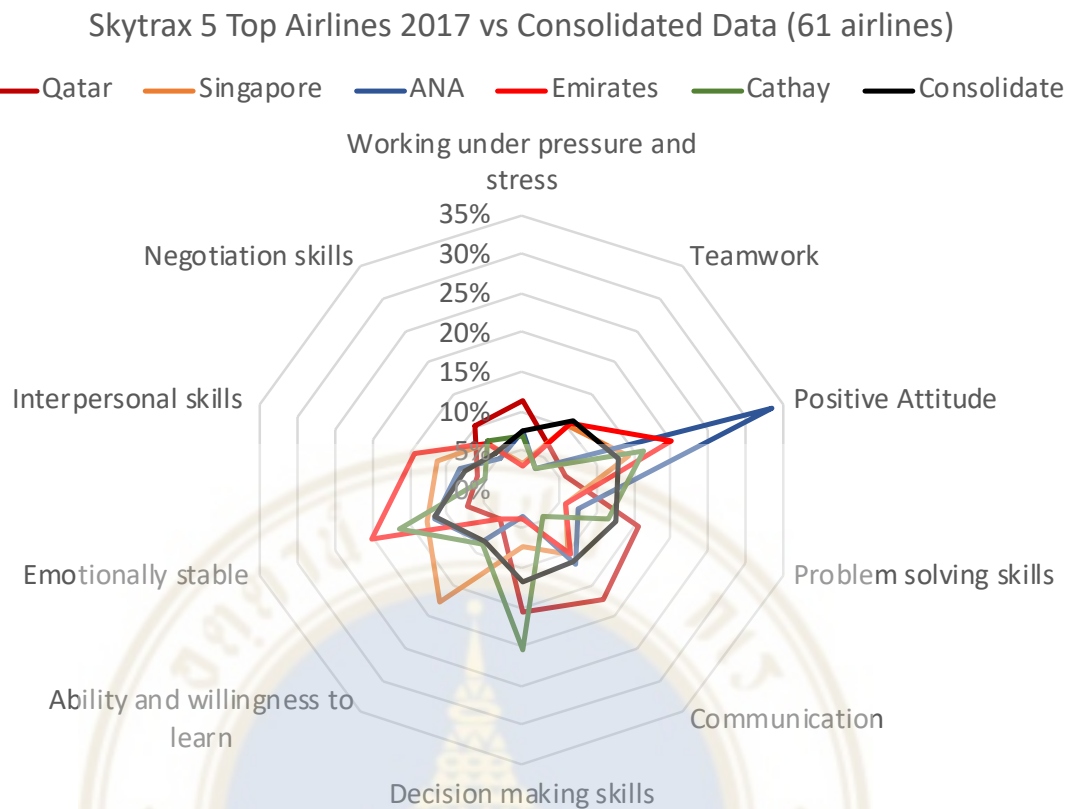 Skytrax 5 Top Airlines 2017 vs Consolidated Data (61 airlines)
Qatar Singapore ANA Emirates Cathay Consolidate
Working under pressure and
stress
35%
30%
25%
20%
15%
10%
5%
0%
Negotiation skills
Teamwork
Interpersonal skills
Positive Attitude
Emotionally stable
Problem solving skills
Ability and willingness to
learn
Communication
Decision making skills